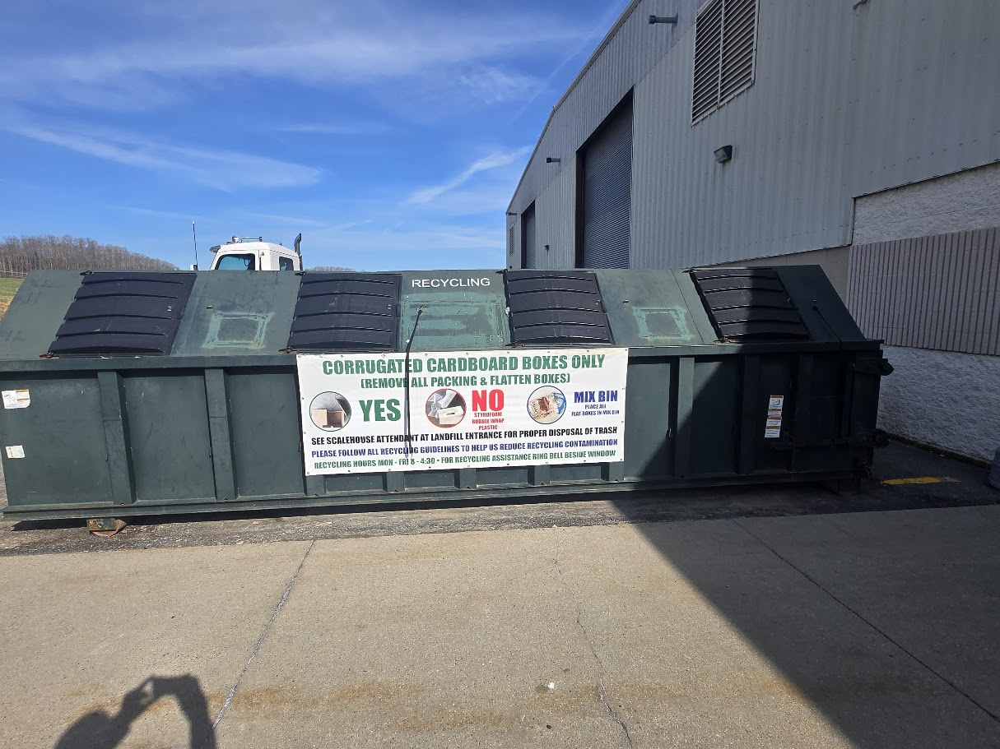 RECYCLING
CORRUGATED CARDBOARD BOXES ONLY
(REMOVE ALL PACKING & FLATTEN BOXES)
YES
NO
STYROFOAM
BUBBLE WRAP
PLASTIC
MIX BIN
PLACE ALL
FLAT BOXES IN MIX BIN
SEE SCALEHOUSE ATTENDANT AT LANDFILL ENTRANCE FOR PROPER DISPOSAL OF TRASH
PLEASE FOLLOW ALL RECYCLING GUIDELINES TO HELP US REDUCE RECYCLING CONTAMINATION
RECYCLING HOURS MON - FRI 8 - 4:30 • FOR RECYCLING ASSISTANCE RING BELL BESIDE WINDOW